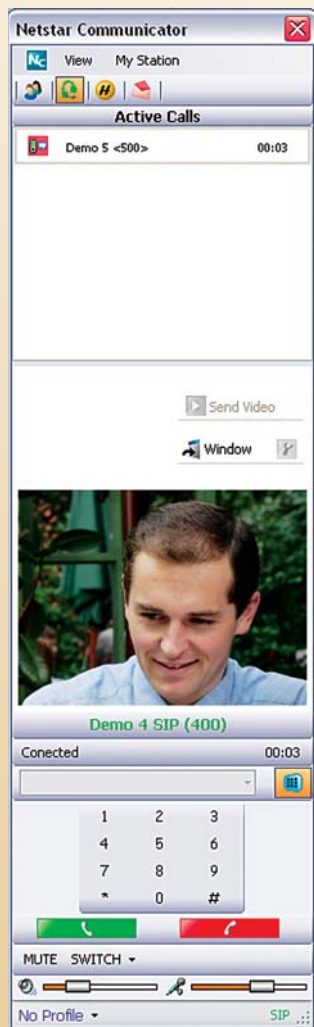 Netstar Communicator
Nc View My Station
H
Active Calls
Demo 5 <500> 00:03
Send Video
Window
Demo 4 SIP (400)
Conected 00:03
1 2 3
4 5 6
7 8 9
* 0 #
MUTE SWITCH
No Profile SIP